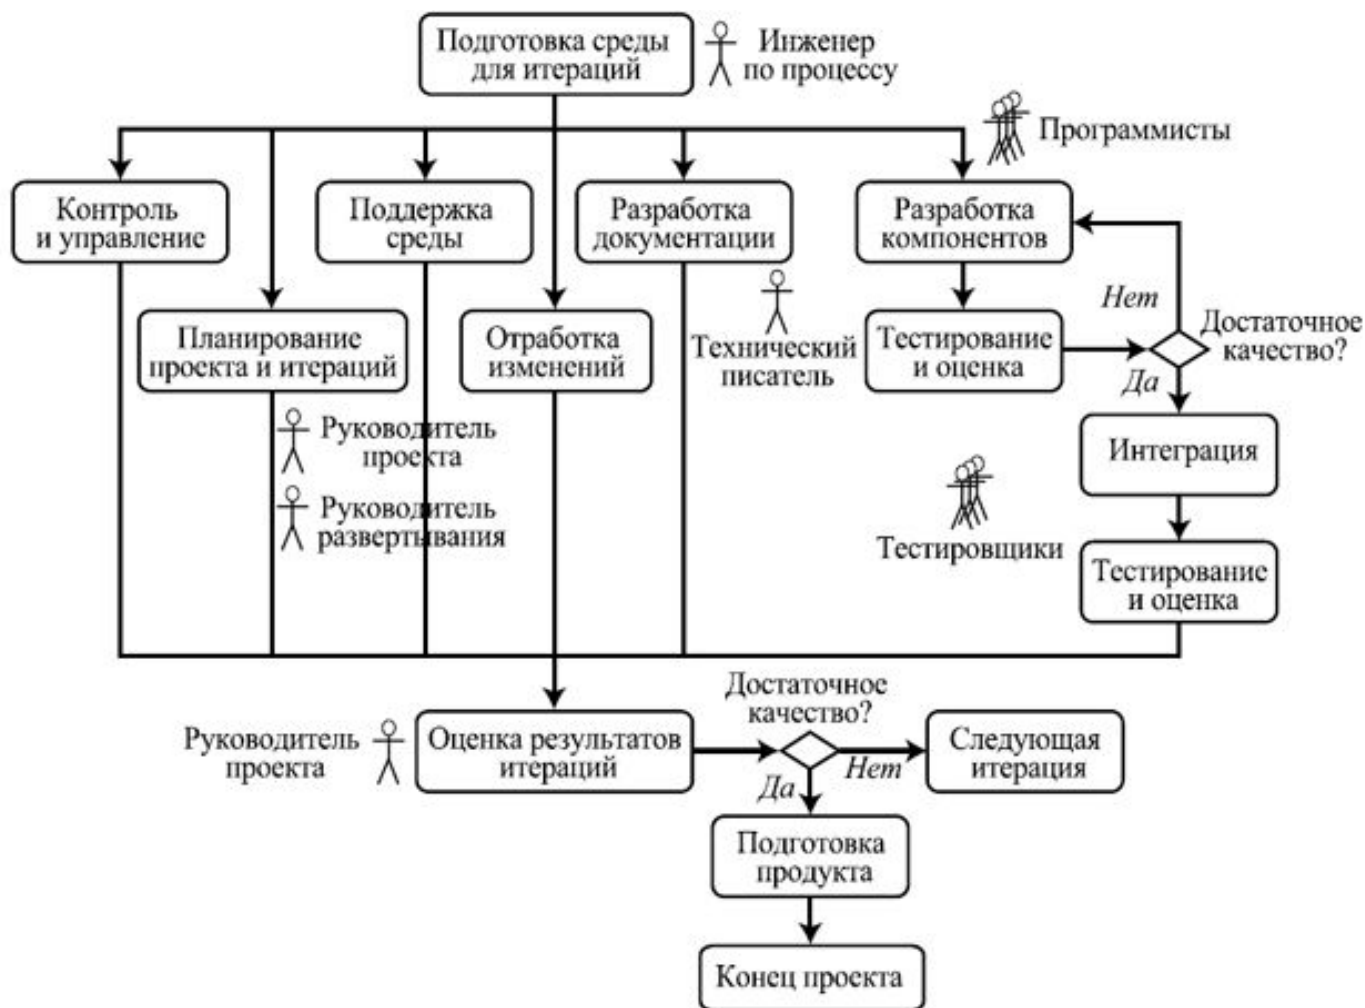 Подготовка среды
для итераций
Инженер
по процессу
Программисты
Контроль
и управление
Поддержка
среды
Разработка
документации
Разработка
компонентов
Планирование
проекта и итераций
Отработка
изменений
Технический
писатель
Тестирование
и оценка
Нет
Достаточное
качество?
Да
Руководитель
проекта
Руководитель
развертывания
Интеграция
Тестировщики
Тестирование
и оценка
Руководитель
проекта
Оценка результатов
итераций
Достаточное
качество?
Нет
Да
Следующая
итерация
Подготовка
продукта
Конец проекта